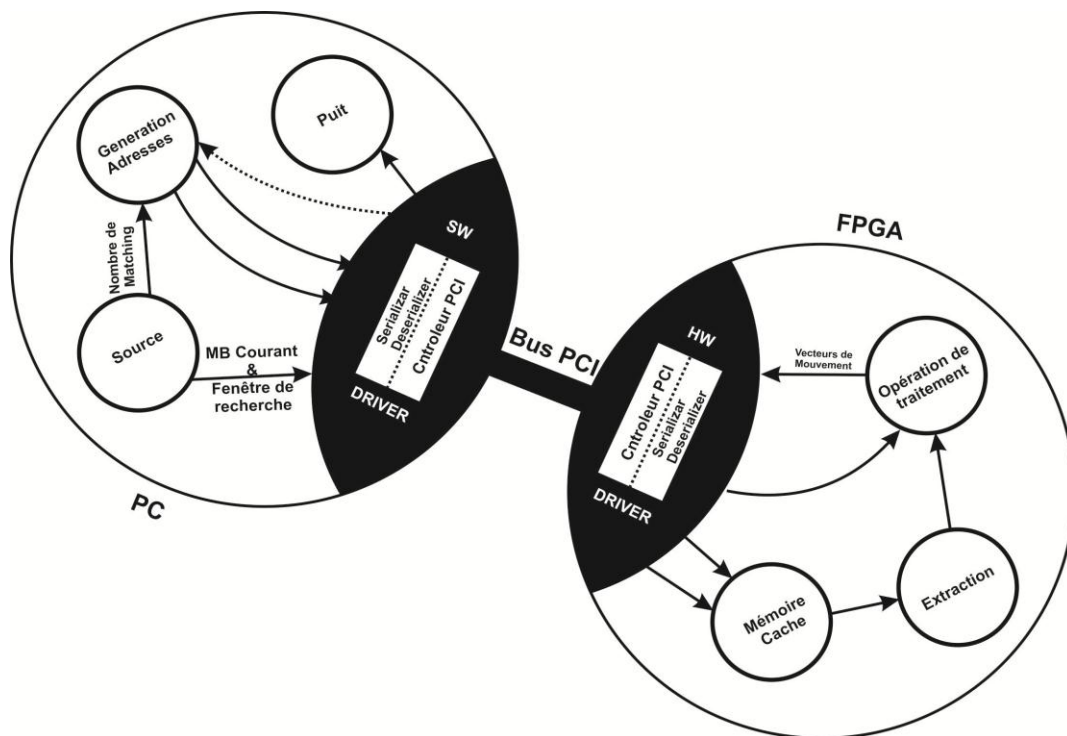 Generation
Adresses
Puit
Nombre de
Matching
Source
MB Courant
&
Fenêtre de
recherche
SW
Serializar
Deserializer
Cntroleur PCI
DRIVER
PC
Bus PCI
FPGA
HW
Cntroleur PCI
Serializar
Deserializer
DRIVER
Vecteurs de
Mouvement
Opération de
traitement
Mémoire
Cache
Extraction